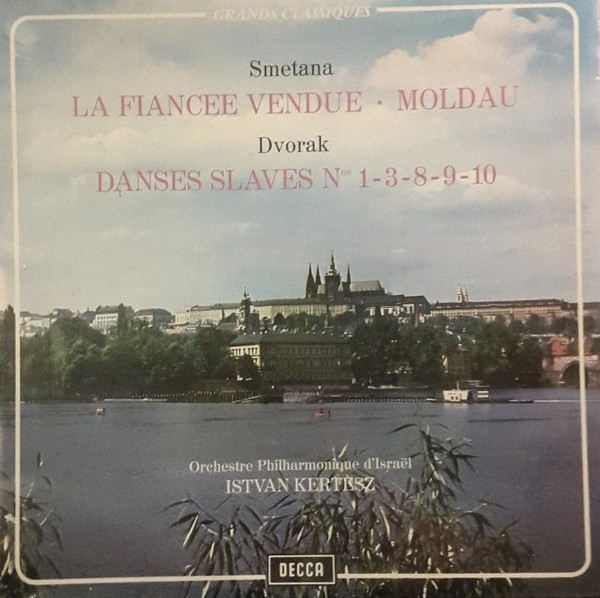 GRANDS CLASSIQUES
Smetana
LA FIANCEE VENDUE · MOLDAU
Dvorak
DANSES SLAVES Nos 1-3-8-9-10
Orchestre Philharmonique d'Israël
ISTVAN KERTESZ
DECCA